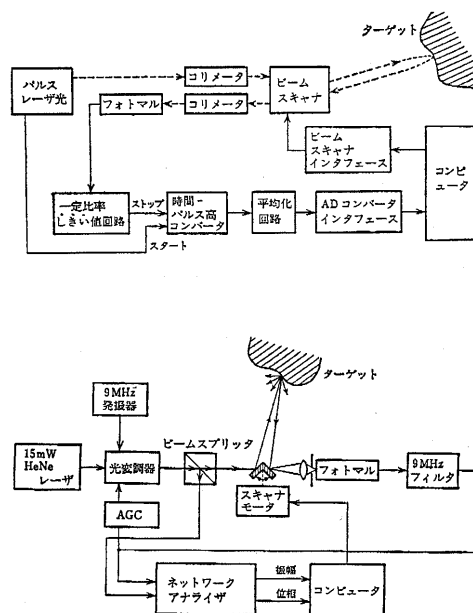 ターゲット
パルス
レーザ光
コリメータ
ビーム
スキャナ
フォトマル
コリメータ
ビーム
スキャナ
インタフェース
コンピ
ュータ
一定比率
しきい値回路
ストップ
時間-
パルス高
コンバータ
平均化
回路
ADコンバータ
インタフェース
スタート
ターゲット
9MHz
発振器
ビームスプリッタ
15mW
HeNe
レーザ
光変調器
フォトマル
9MHz
フィルタ
スキャナ
モータ
AGC
ネットワーク
アナライザ
振幅
位相
コンピュータ